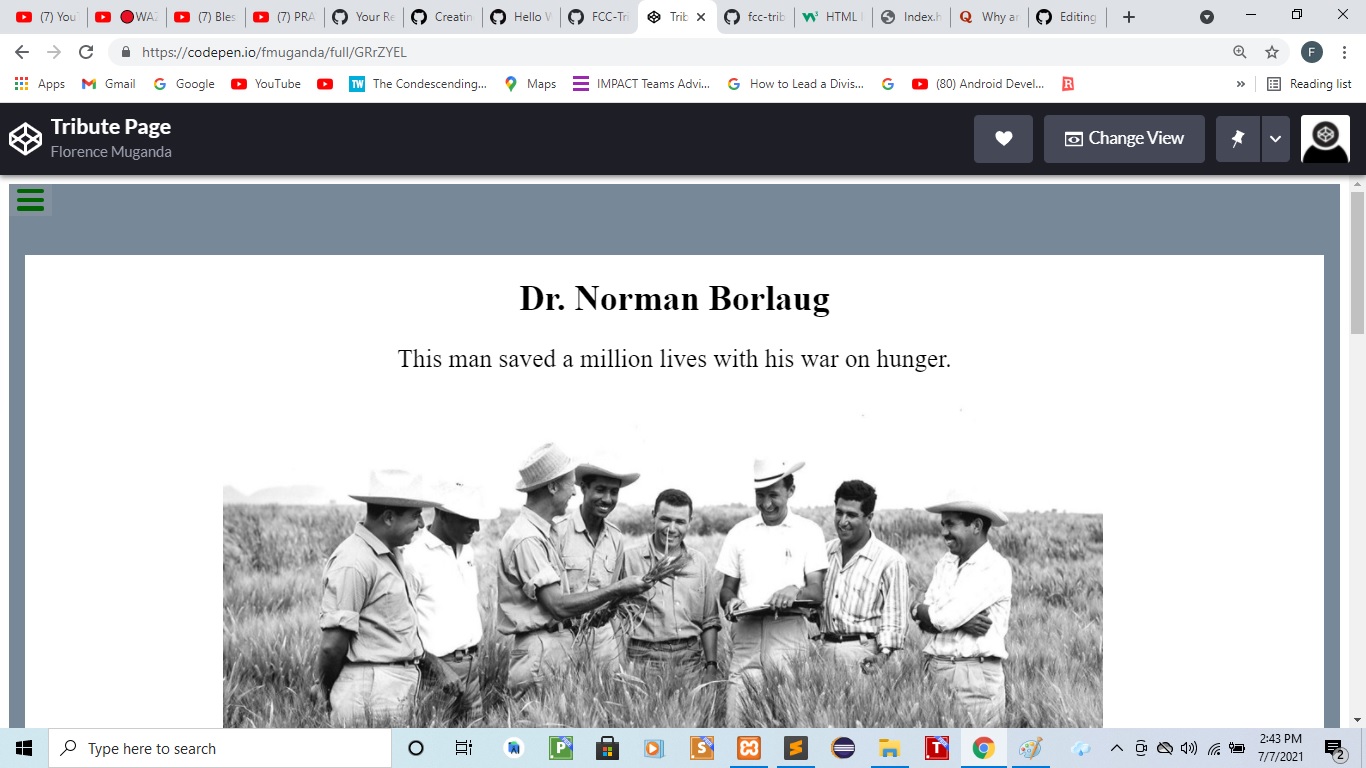 (7) You
WAZ
(7) Bles
(7) PRA
Your Re
Creatin
Hello W
FCC-Tri
Trib
fcc-trib
HTML
Index.h
Why ar
Editing
https://codepen.io/fmuganda/full/GRrZYEL
F
Apps
Gmail
Google
YouTube
TW The Condescending...
Maps
IMPACT Teams Advi...
How to Lead a Divis...
(80) Android Devel...
R
»
Reading list
Tribute Page
Florence Muganda
Change View
Dr. Norman Borlaug
This man saved a million lives with his war on hunger.
Type here to search
P
S
S
T
2:43 PM
7/7/2021
2